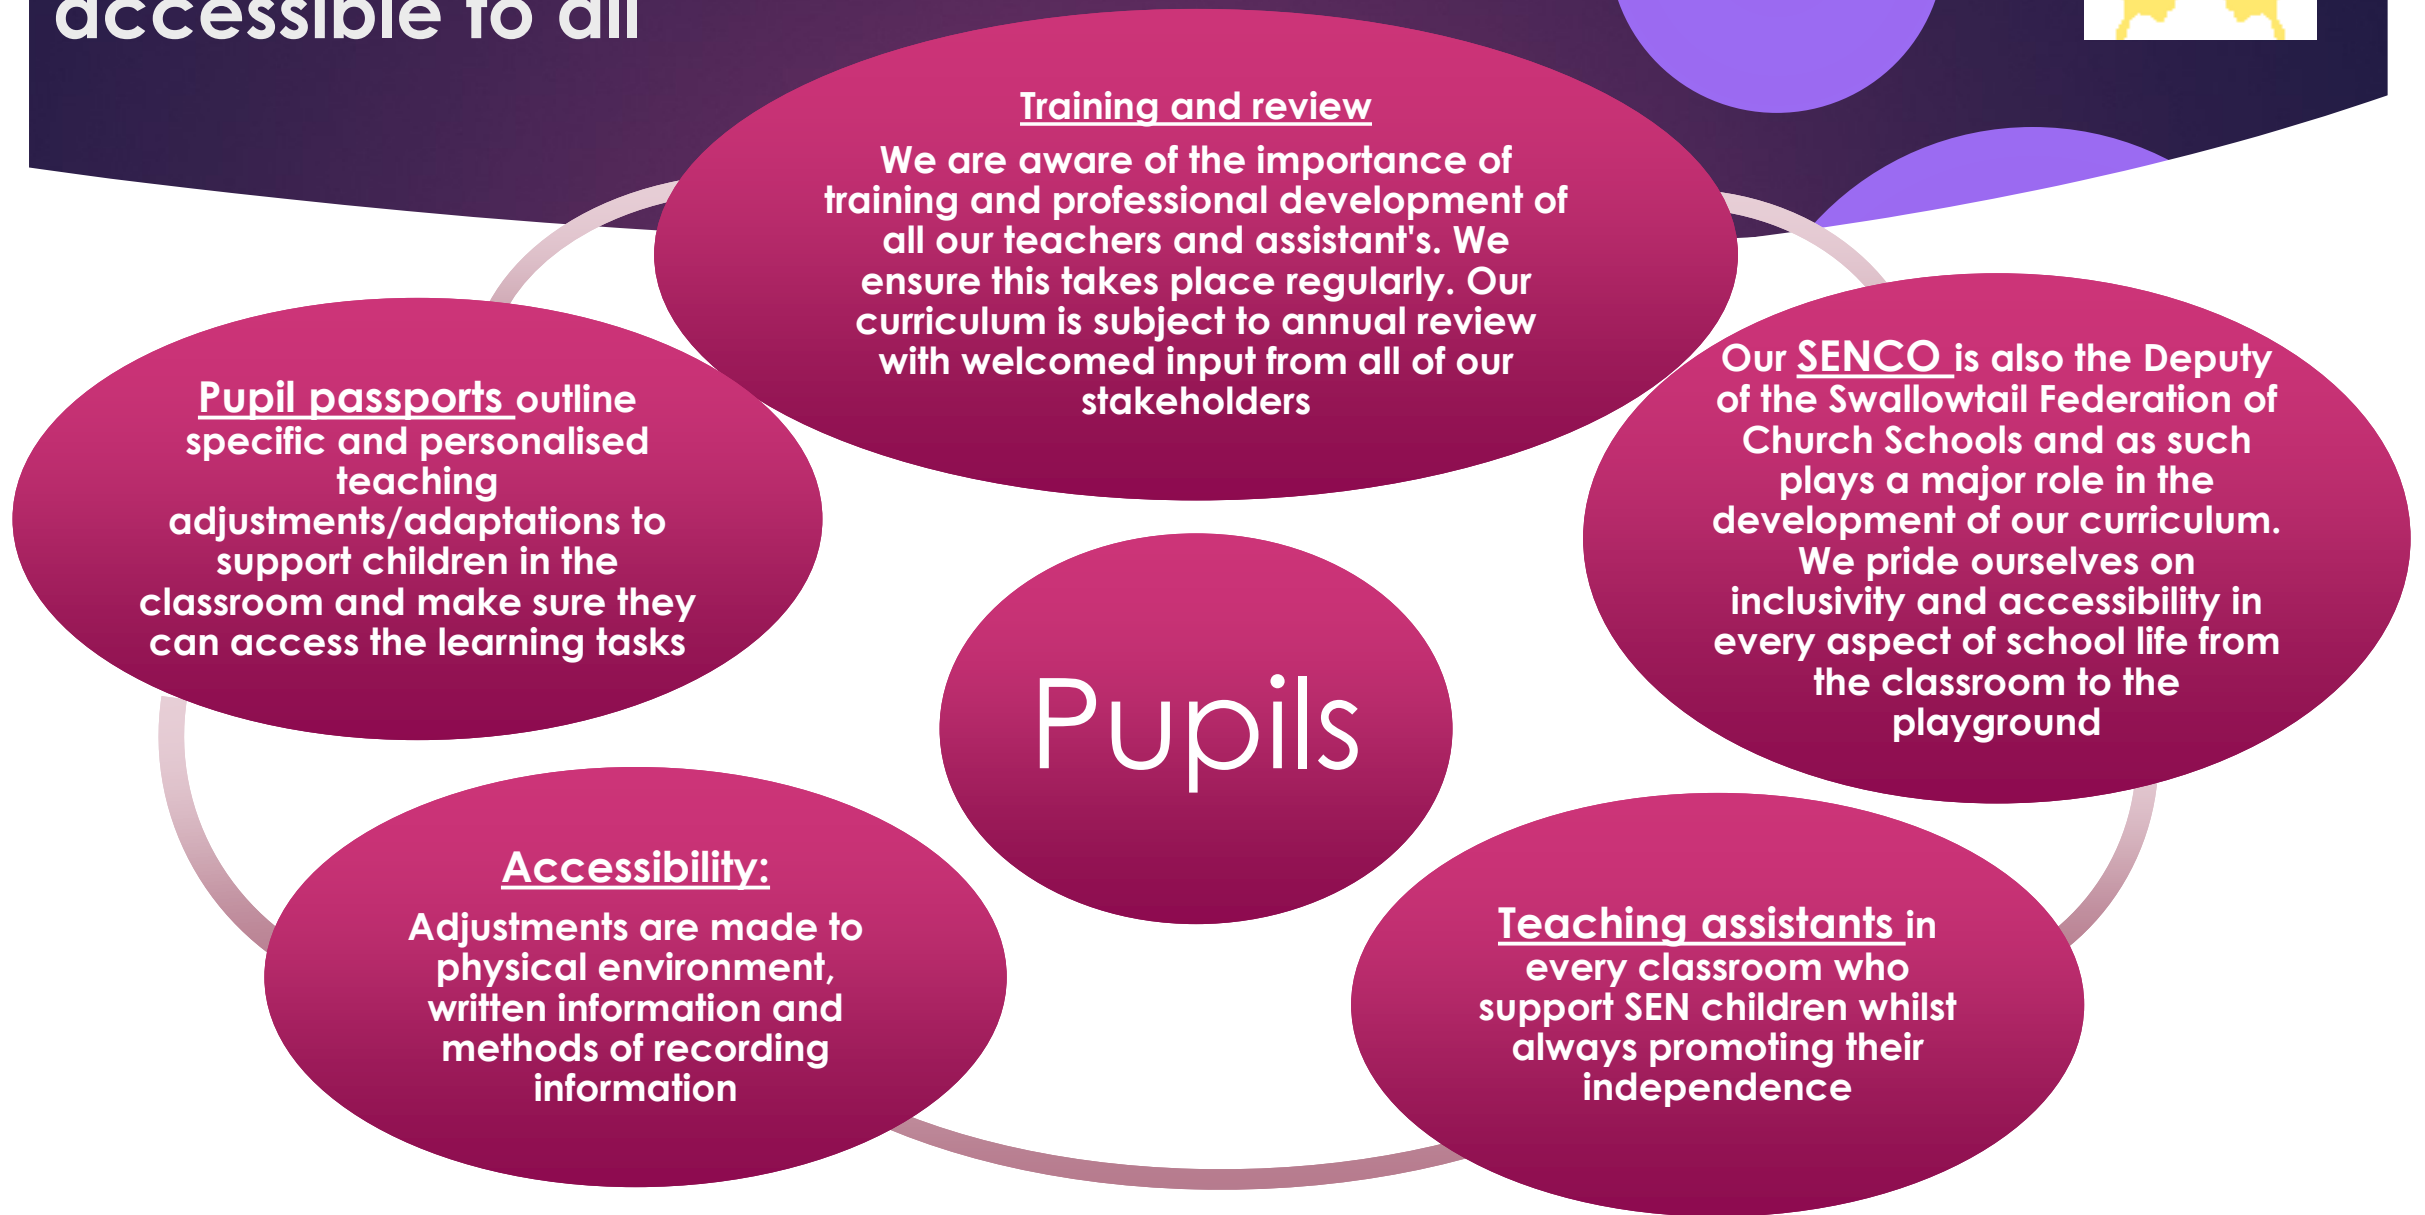 accessible to all
Training and review
We are aware of the importance of
training and professional development of
all our teachers and assistant's. We
ensure this takes place regularly. Our
curriculum is subject to annual review
with welcomed input from all of our
stakeholders
Our SENCO is also the Deputy
of the Swallowtail Federation of
Church Schools and as such
plays a major role in the
development of our curriculum.
We pride ourselves on
inclusivity and accessibility in
every aspect of school life from
the classroom to the
playground
Teaching assistants in
every classroom who
support SEN children whilst
always promoting their
independence
Accessibility:
Adjustments are made to
physical environment,
written information and
methods of recording
information
Pupil passports outline
specific and personalised
teaching
adjustments/adaptations to
support children in the
classroom and make sure they
can access the learning tasks
Pupils